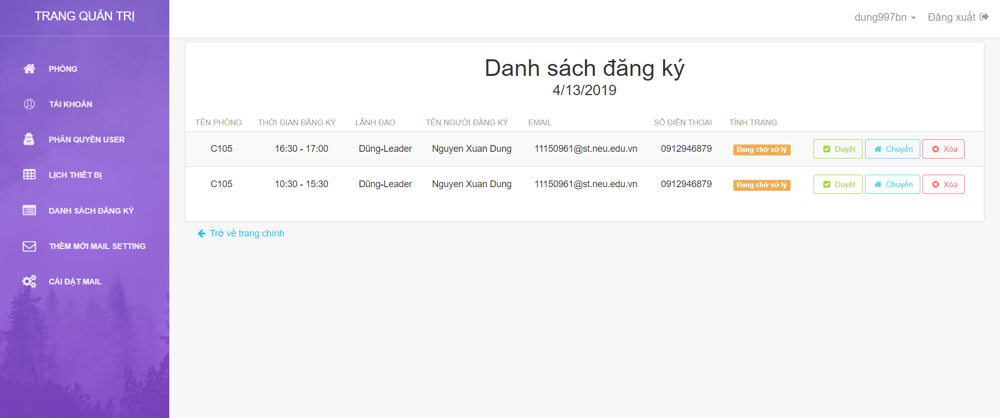 TRANG QUẢN TRỊ
dung997bn
Đăng xuất
PHÒNG
TÀI KHOẢN
PHÂN QUYỀN USER
LỊCH THIẾT BỊ
DANH SÁCH ĐĂNG KÝ
THÊM MỚI MAIL SETTING
CÀI ĐẶT MAIL
Danh sách đăng ký
4/13/2019
TÊN PHÒNG THỜI GIAN ĐĂNG KÝ LÃNH ĐẠO TÊN NGƯỜI ĐĂNG KÝ EMAIL SỐ ĐIỆN THOẠI TÌNH TRẠNG
C105 16:30 - 17:00 Dũng-Leader Nguyen Xuan Dung 11150961@st.neu.edu.vn 0912946879 Đang chờ xử lý Duyệt Chuyển Xóa
C105 10:30 - 15:30 Dũng-Leader Nguyen Xuan Dung 11150961@st.neu.edu.vn 0912946879 Đang chờ xử lý Duyệt Chuyển Xóa
Trở về trang chính